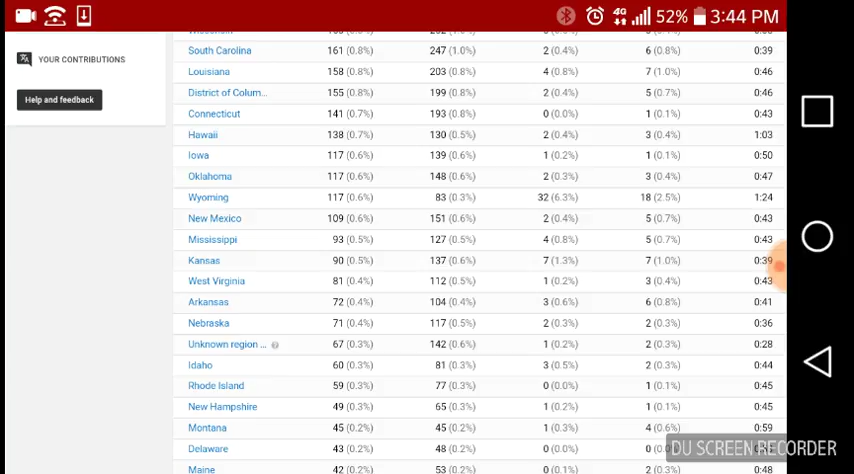 4G 52% 3:44 PM
YOUR CONTRIBUTIONS
Help and feedback
South Carolina 161 (0.8%) 247 (1.0%) 2 (0.4%) 6 (0.8%) 0:39
Louisiana 158 (0.8%) 203 (0.8%) 4 (0.8%) 7 (1.0%) 0:46
District of Colum... 155 (0.8%) 199 (0.8%) 2 (0.4%) 5 (0.7%) 0:46
Connecticut 141 (0.7%) 193 (0.8%) 0 (0.0%) 1 (0.1%) 0:43
Hawaii 138 (0.7%) 130 (0.5%) 2 (0.4%) 3 (0.4%) 1:03
Iowa 117 (0.6%) 139 (0.6%) 1 (0.2%) 1 (0.1%) 0:50
Oklahoma 117 (0.6%) 148 (0.6%) 2 (0.3%) 3 (0.4%) 0:47
Wyoming 117 (0.6%) 83 (0.3%) 32 (6.3%) 18 (2.5%) 1:24
New Mexico 109 (0.6%) 151 (0.6%) 2 (0.4%) 5 (0.7%) 0:43
Mississippi 93 (0.5%) 127 (0.5%) 4 (0.8%) 5 (0.7%) 0:43
Kansas 90 (0.5%) 137 (0.6%) 7 (1.3%) 7 (1.0%) 0:39
West Virginia 81 (0.4%) 112 (0.5%) 1 (0.2%) 3 (0.4%) 0:43
Arkansas 72 (0.4%) 104 (0.4%) 3 (0.6%) 6 (0.8%) 0:41
Nebraska 71 (0.4%) 117 (0.5%) 2 (0.3%) 2 (0.3%) 0:36
Unknown region ... 67 (0.3%) 142 (0.6%) 1 (0.2%) 2 (0.3%) 0:28
Idaho 60 (0.3%) 81 (0.3%) 3 (0.5%) 2 (0.3%) 0:44
Rhode Island 59 (0.3%) 77 (0.3%) 0 (0.0%) 1 (0.1%) 0:45
New Hampshire 49 (0.3%) 65 (0.3%) 1 (0.2%) 1 (0.1%) 0:45
Montana 45 (0.2%) 45 (0.2%) 1 (0.3%) 4 (0.6%) 0:59
Delaware 43 (0.2%) 48 (0.2%) 0 (0.0%)
DU SCREEN RECORDER
Maine 42 (0.2%) 53 (0.2%) 0 (0.1%) 2 (0.3%) 0:48